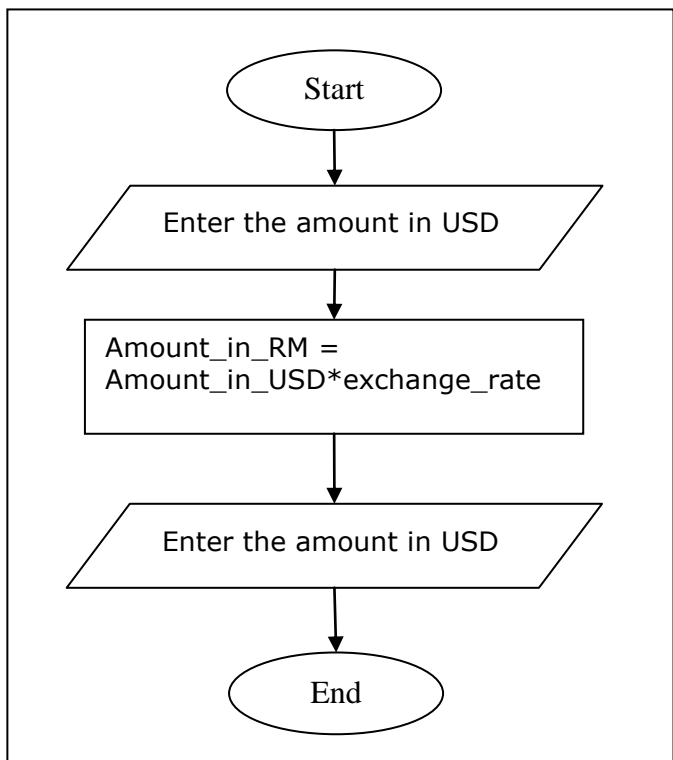 Start
Enter the amount in USD
Amount_in_RM =
Amount_in_USD*exchange_rate
Enter the amount in USD
End